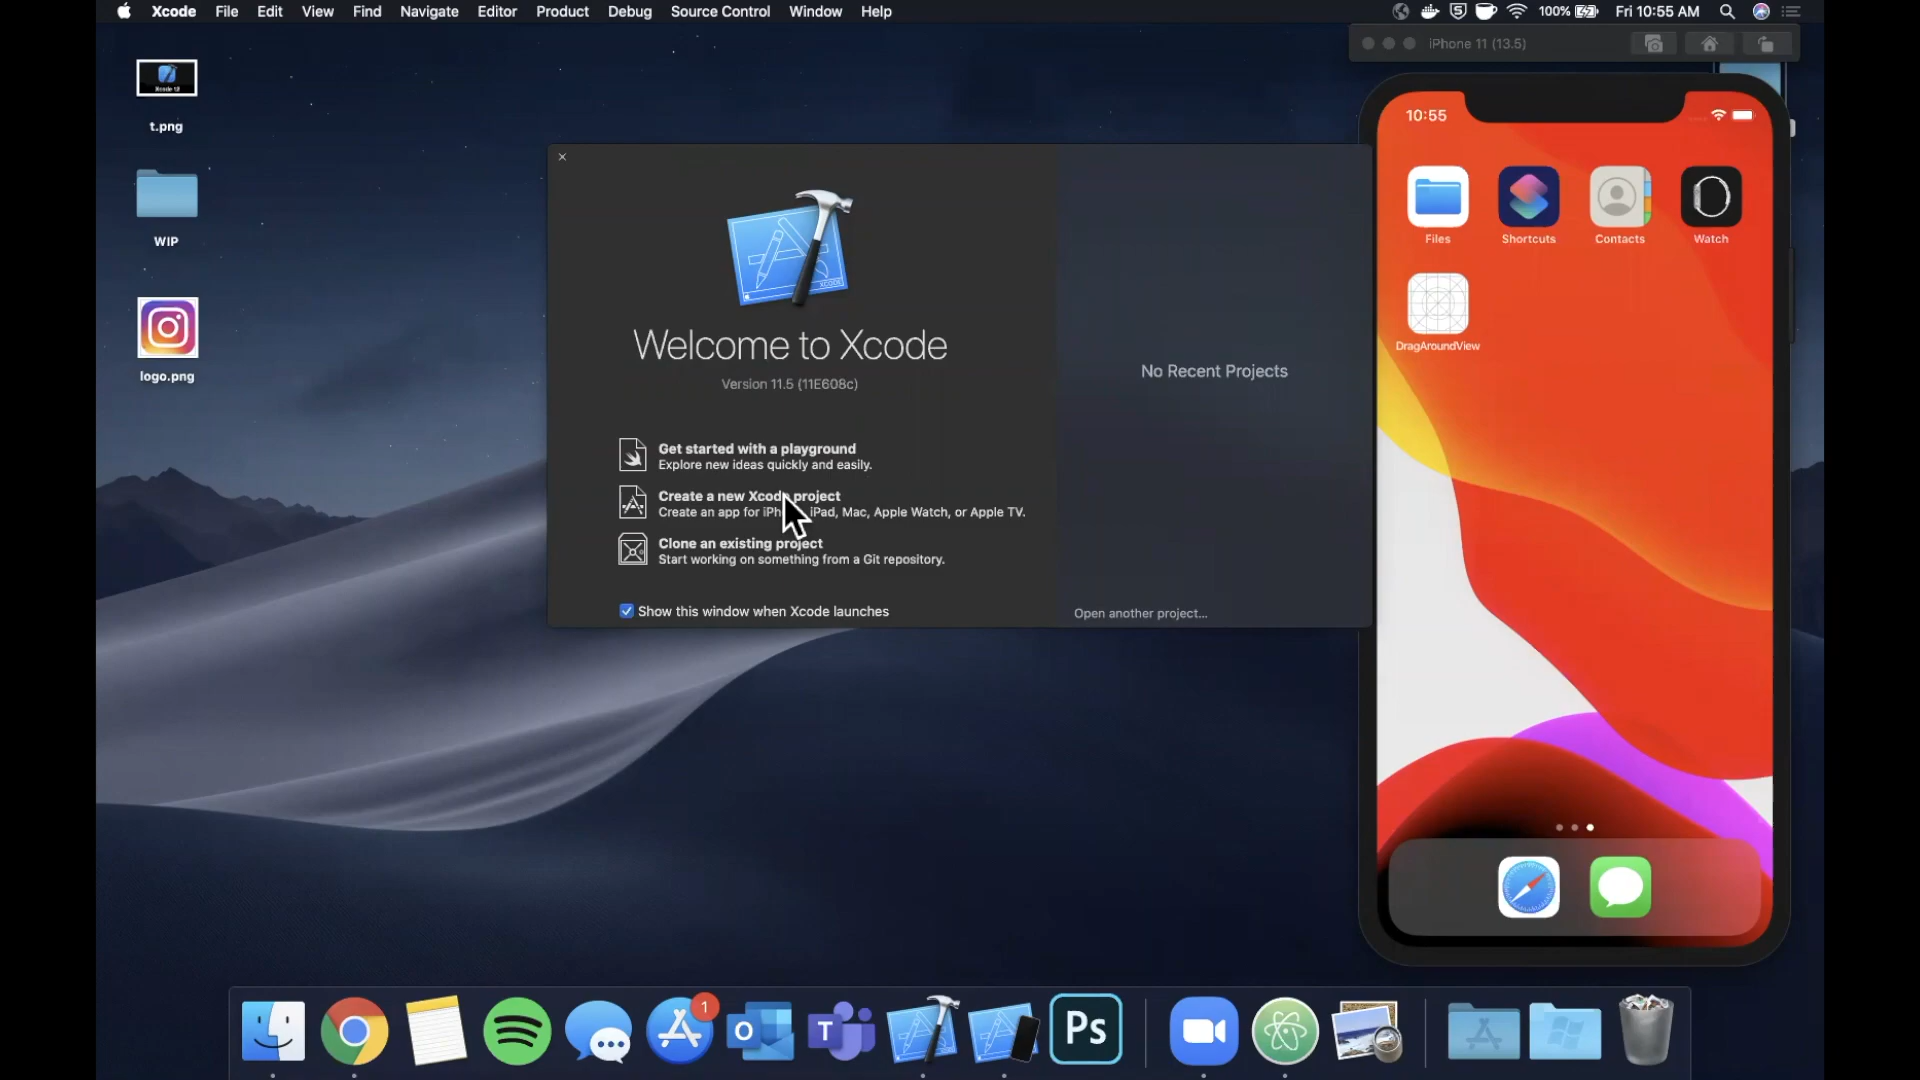 Xcode File Edit View Find Navigate Editor Product Debug Source Control Window Help
100% Fri 10:55 AM
iPhone 11 (13.5)
10:55
Xcode 12
t.png
WIP
logo.png
Welcome to Xcode
Version 11.5 (11E608c)
Get started with a playground
Explore new ideas quickly and easily.
Create a new Xcode project
Create an app for iPh iPad, Mac, Apple Watch, or Apple TV.
Clone an existing project
Start working on something from a Git repository.
Show this window when Xcode launches
No Recent Projects
Open another project...
Files Shortcuts Contacts Watch
DragAroundView
1
O
T
Ps